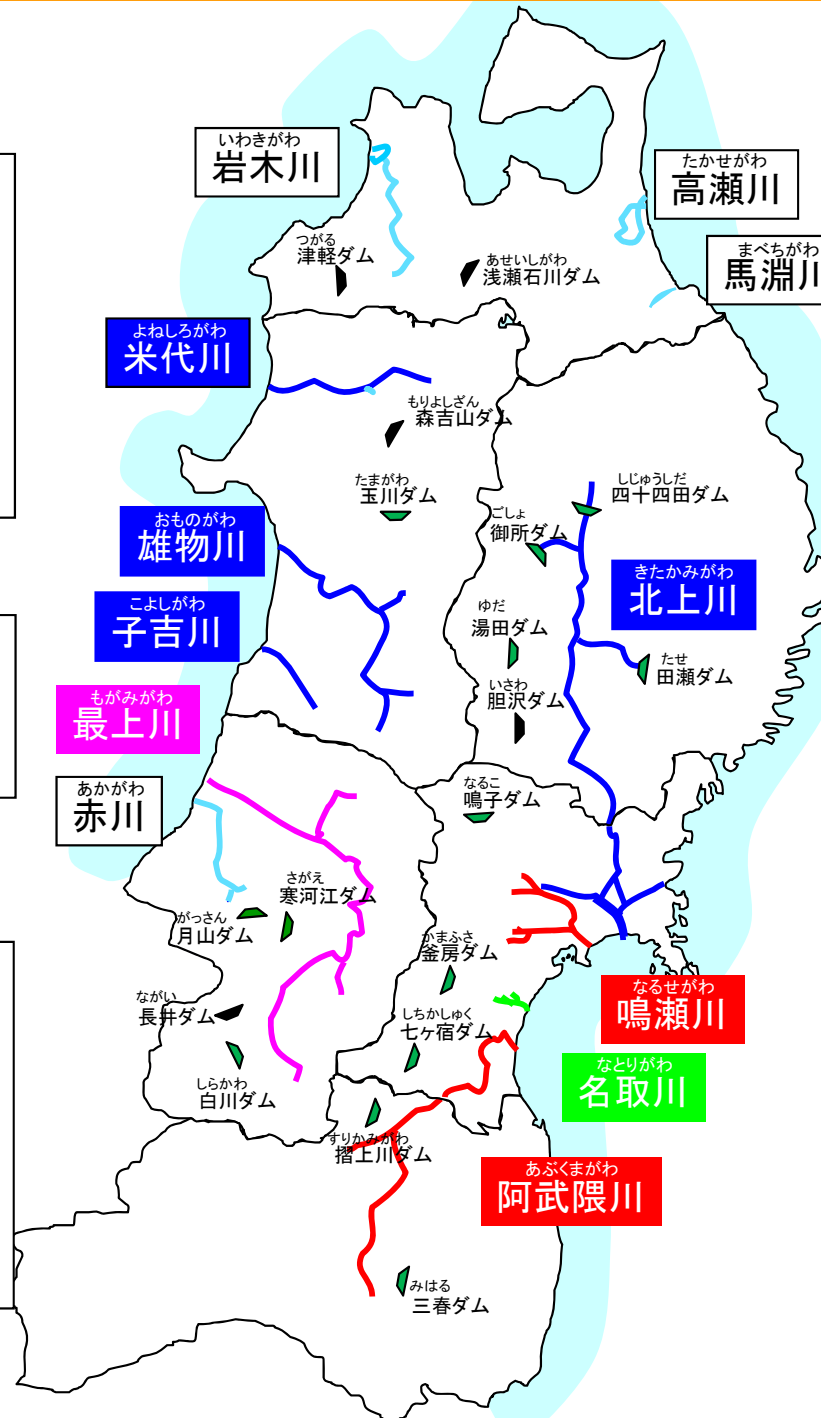 いわきがわ
岩木川
たかせがわ
高瀬川
まべちがわ
馬淵川
つがる
津軽ダム
あせいしがわ
浅瀬石川ダム
よねしろがわ
米代川
もりよしざん
森吉山ダム
たまがわ
玉川ダム
しじゅうしだ
四十四田ダム
ごしょ
御所ダム
おものがわ
雄物川
きたかみがわ
北上川
こよしがわ
子吉川
ゆだ
湯田ダム
たせ
田瀬ダム
いさわ
胆沢ダム
もがみがわ
最上川
あかがわ
赤川
なるこ
鳴子ダム
さがえ
寒河江ダム
がっさん
月山ダム
かまふさ
釜房ダム
ながい
長井ダム
しちかしゅく
七ヶ宿ダム
なるせがわ
鳴瀬川
なとりがわ
名取川
しらかわ
白川ダム
すりかみがわ
摺上川ダム
あぶくまがわ
阿武隈川
みはる
三春ダム